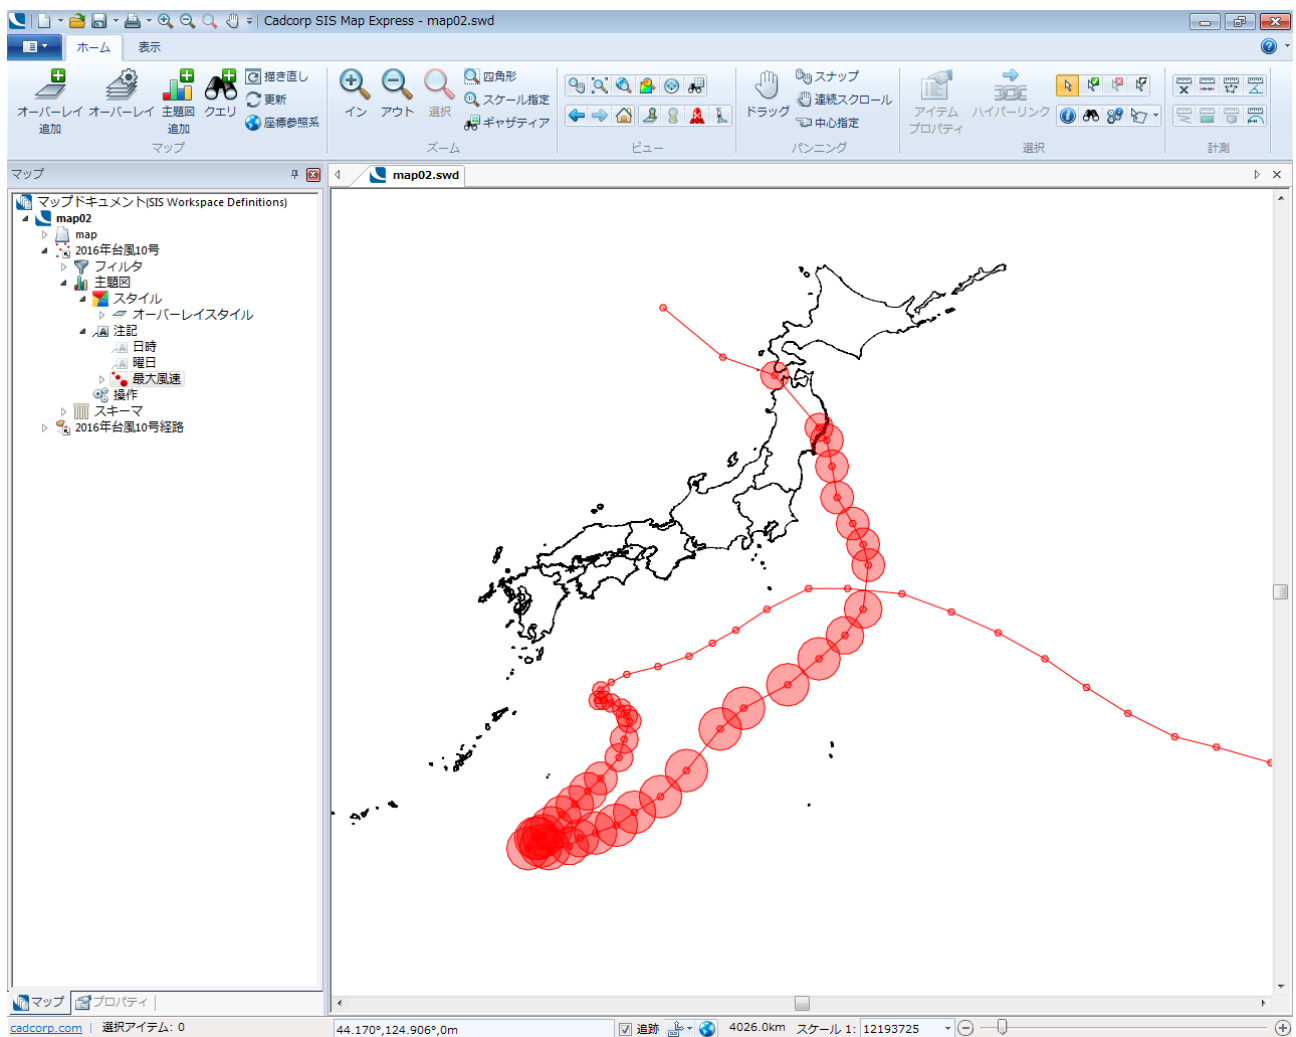 Cadcorp SIS Map Express - map02.swd
ホーム 表示
オーバーレイ追加 オーバーレイ 主題図追加 クエリ 描き直し 更新 座標参照系
マップ
イン アウト 選択 四角形 スケール指定 ギャザティア
ズーム
ビュー
ドラッグ スナップ 連続スクロール 中心指定
パンニング
アイテムプロパティ ハイパーリンク
選択
計測
マップ
map02.swd
マップドキュメント(SIS Workspace Definitions)
map02
map
2016年台風10号
フィルタ
主題図
スタイル
オーバーレイスタイル
注記
日時
曜日
最大風速
操作
スキーマ
2016年台風10号経路
マップ プロパティ
cadcorp.com 選択アイテム: 0 44.170°,124.906°,0m 追跡 4026.0km スケール 1: 12193725